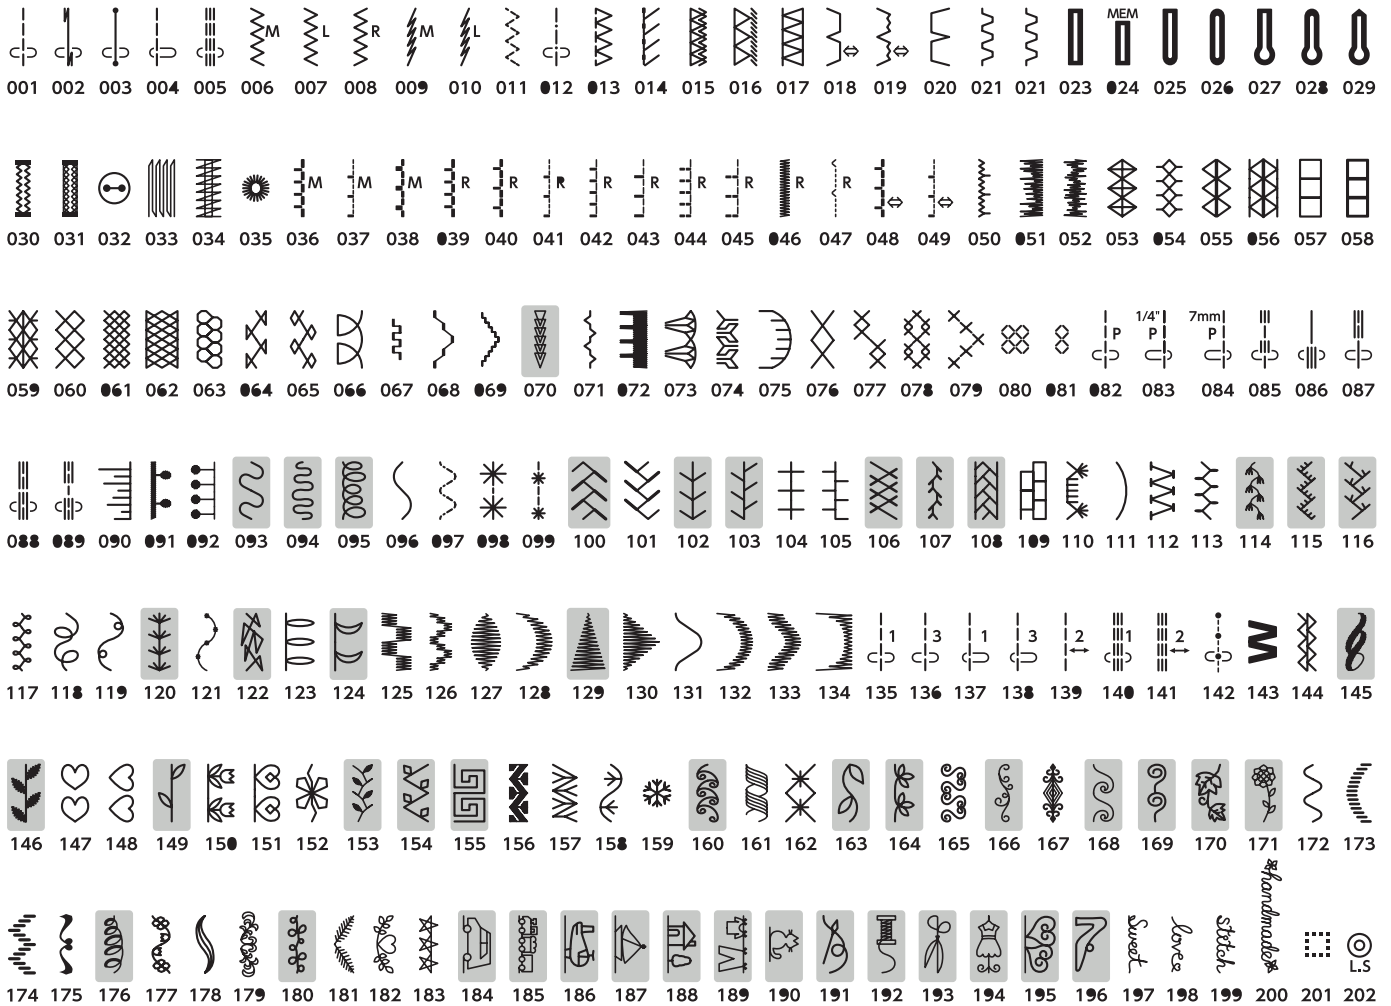 M L R M L MEM
001 002 003 004 005 006 007 008 009 010 011 012 013 014 015 016 017 018 019 020 021 021 023 024 025 026 027 028 029
M M M R R R R R R R R R
030 031 032 033 034 035 036 037 038 039 040 041 042 043 044 045 046 047 048 049 050 051 052 053 054 055 056 057 058
P 1/4" P 7mm P
059 060 061 062 063 064 065 066 067 068 069 070 071 072 073 074 075 076 077 078 079 080 081 082 083 084 085 086 087
088 089 090 091 092 093 094 095 096 097 098 099 100 101 102 103 104 105 106 107 108 109 110 111 112 113 114 115 116
1 3 1 3 2 1 2
117 118 119 120 121 122 123 124 125 126 127 128 129 130 131 132 133 134 135 136 137 138 139 140 141 142 143 144 145
146 147 148 149 150 151 152 153 154 155 156 157 158 159 160 161 162 163 164 165 166 167 168 169 170 171 172 173
Sweet love stitch handmade L.S
174 175 176 177 178 179 180 181 182 183 184 185 186 187 188 189 190 191 192 193 194 195 196 197 198 199 200 201 202